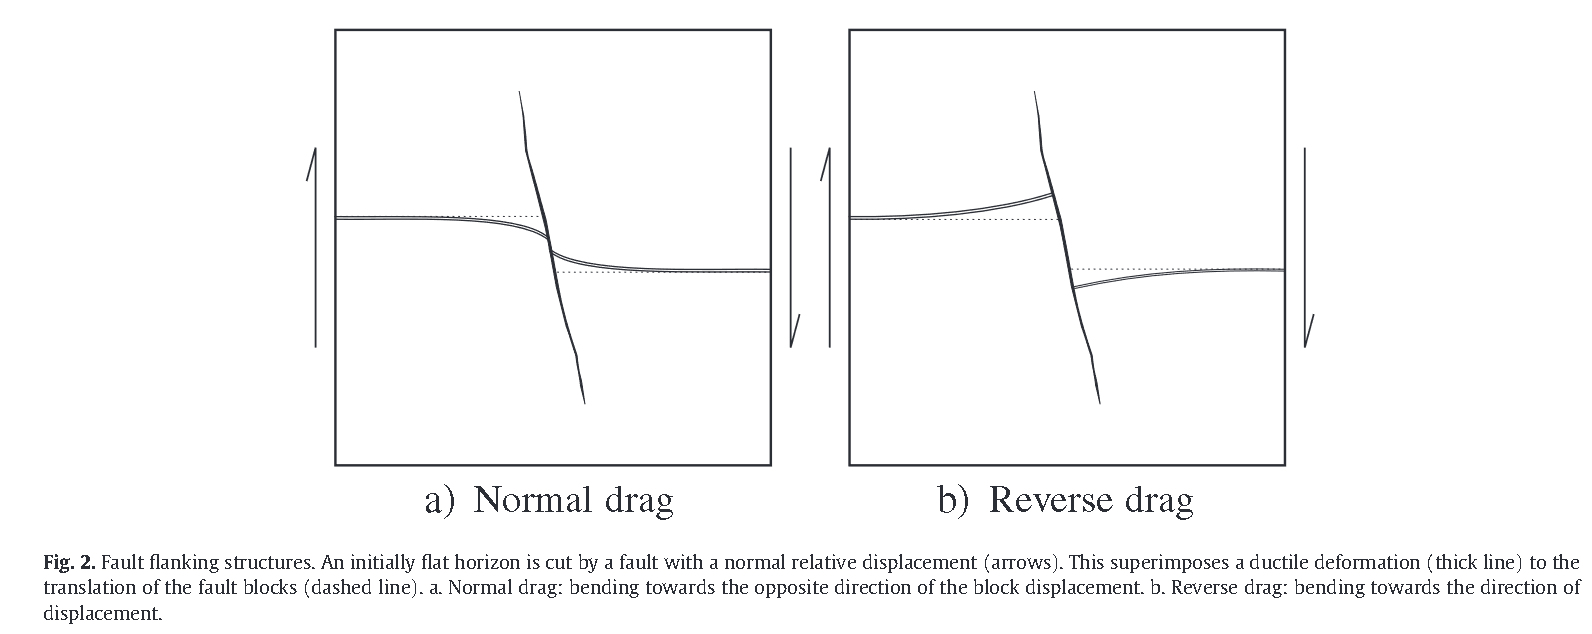 a) Normal drag
b) Reverse drag
Fig. 2. Fault flanking structures. An initially flat horizon is cut by a fault with a normal relative displacement (arrows). This superimposes a ductile deformation (thick line) to the
translation of the fault blocks (dashed line). a. Normal drag: bending towards the opposite direction of the block displacement. b. Reverse drag: bending towards the direction of
displacement.